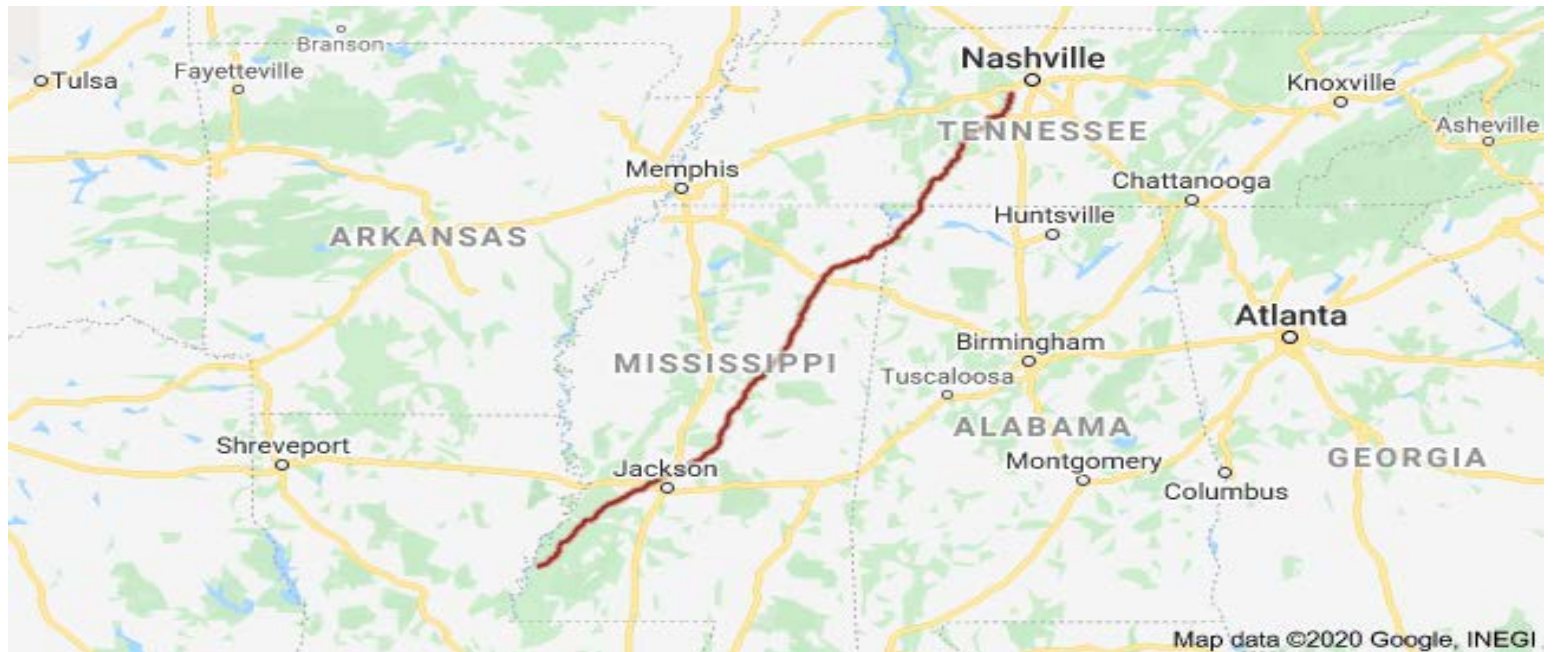 Branson
Nashville
Fayetteville
Tulsa
Knoxville
TENNESSEE
Asheville
Memphis
Chattanooga
Huntsville
ARKANSAS
Atlanta
Birmingham
MISSISSIPPI
Tuscaloosa
ALABAMA
Shreveport
Jackson
Montgomery
GEORGIA
Columbus
Map data ©2020 Google, INEGI